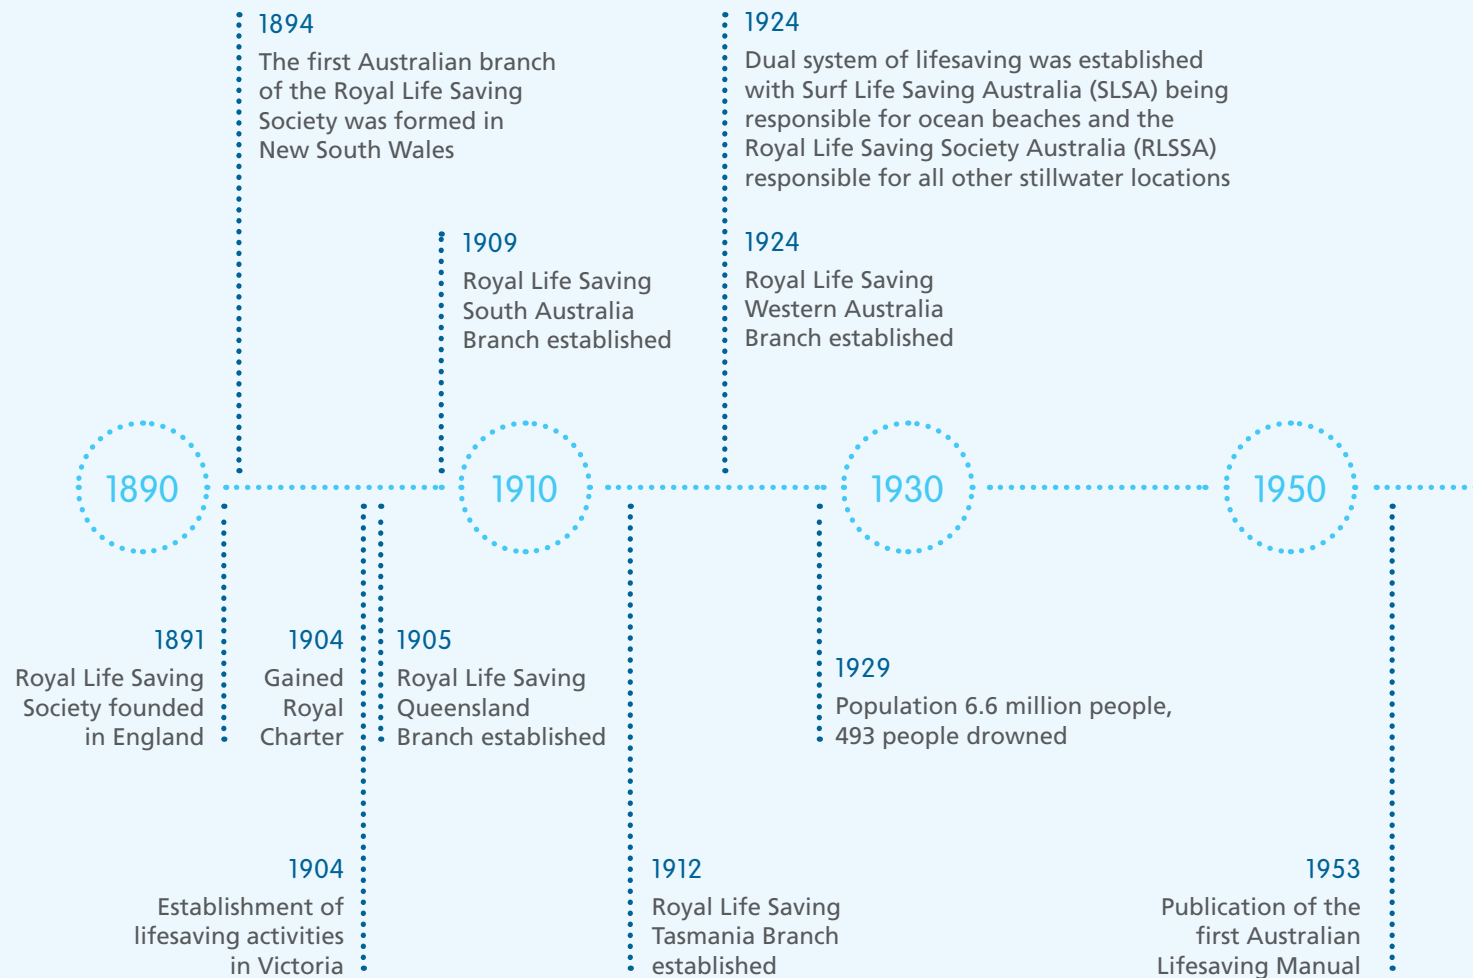 1894
The first Australian branch
of the Royal Life Saving
Society was formed in
New South Wales
1924
Dual system of lifesaving was established
with Surf Life Saving Australia (SLSA) being
responsible for ocean beaches and the
Royal Life Saving Society Australia (RLSSA)
responsible for all other stillwater locations
1909
Royal Life Saving
South Australia
Branch established
1924
Royal Life Saving
Western Australia
Branch established
1890
1910
1930
1950
1891
Royal Life Saving
Society founded
in England
1904
Gained
Royal
Charter
1905
Royal Life Saving
Queensland
Branch established
1929
Population 6.6 million people,
493 people drowned
1904
Establishment of
lifesaving activities
in Victoria
1912
Royal Life Saving
Tasmania Branch
established
1953
Publication of the
first Australian
Lifesaving Manual